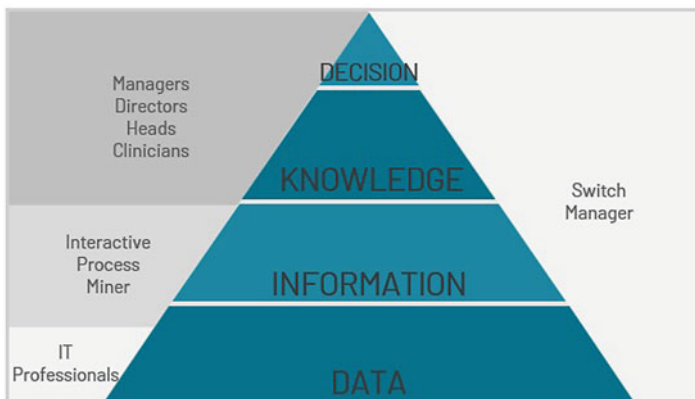 DECISION
Managers
Directors
Heads
Clinicians
KNOWLEDGE
Switch
Manager
Interactive
Process
Miner
INFORMATION
IT
Professionals
DATA